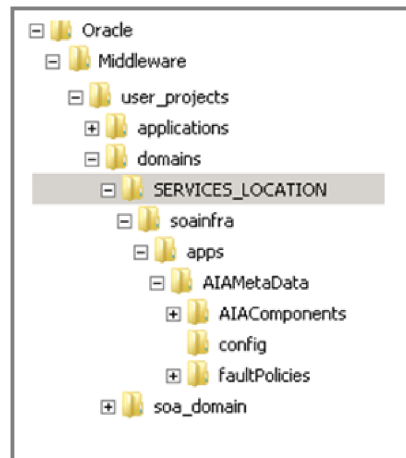 Oracle
Middleware
user_projects
applications
domains
SERVICES_LOCATION
soainfra
apps
AIAMetaData
AIAComponents
config
faultPolicies
soa_domain